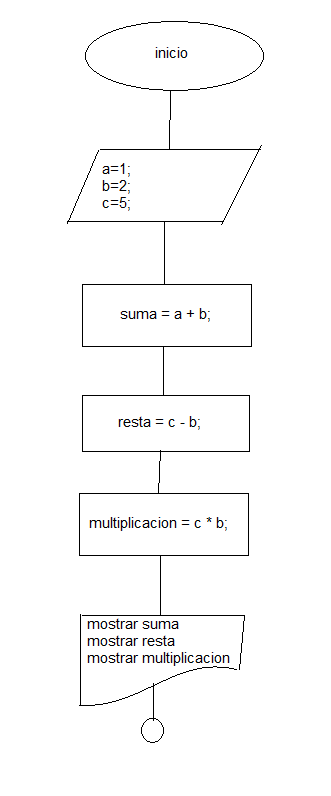 inicio
a=1;
b=2;
c=5;
suma = a + b;
resta = c - b;
multiplicacion = c * b;
mostrar suma
mostrar resta
mostrar multiplicacion